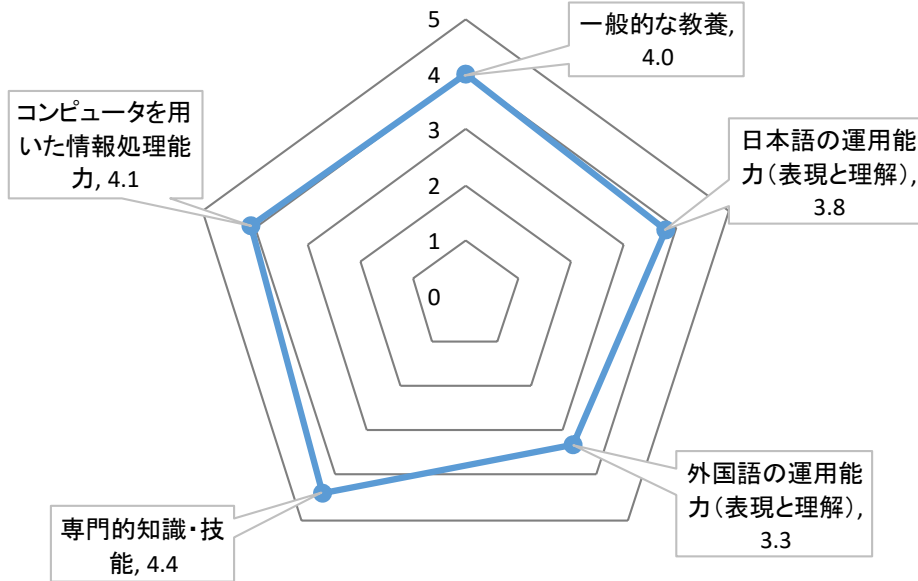 5
4
3
2
1
0
一般的な教養,
4.0
日本語の運用能
力(表現と理解),
3.8
外国語の運用能
力(表現と理解),
3.3
専門的知識・技
能, 4.4
コンピュータを用
いた情報処理能
力, 4.1